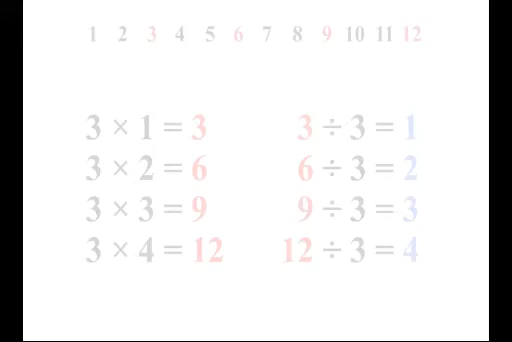 1 2 3 4 5 6 7 8 9 10 11 12
3 × 1 = 3 3 ÷ 3 = 1
3 × 2 = 6 6 ÷ 3 = 2
3 × 3 = 9 9 ÷ 3 = 3
3 × 4 = 12 12 ÷ 3 = 4